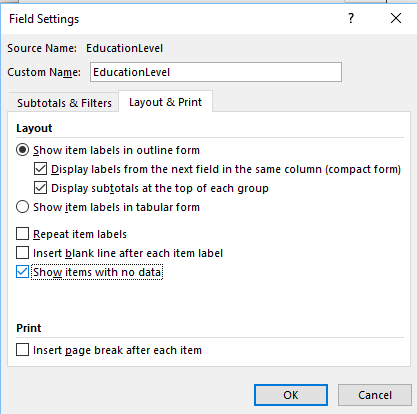 Field Settings ? ×
Source Name: EducationLevel
Custom Name: EducationLevel
Subtotals & Filters Layout & Print
Layout
Show item labels in outline form
Display labels from the next field in the same column (compact form)
Display subtotals at the top of each group
Show item labels in tabular form
Repeat item labels
Insert blank line after each item label
Show items with no data
Print
Insert page break after each item
OK Cancel